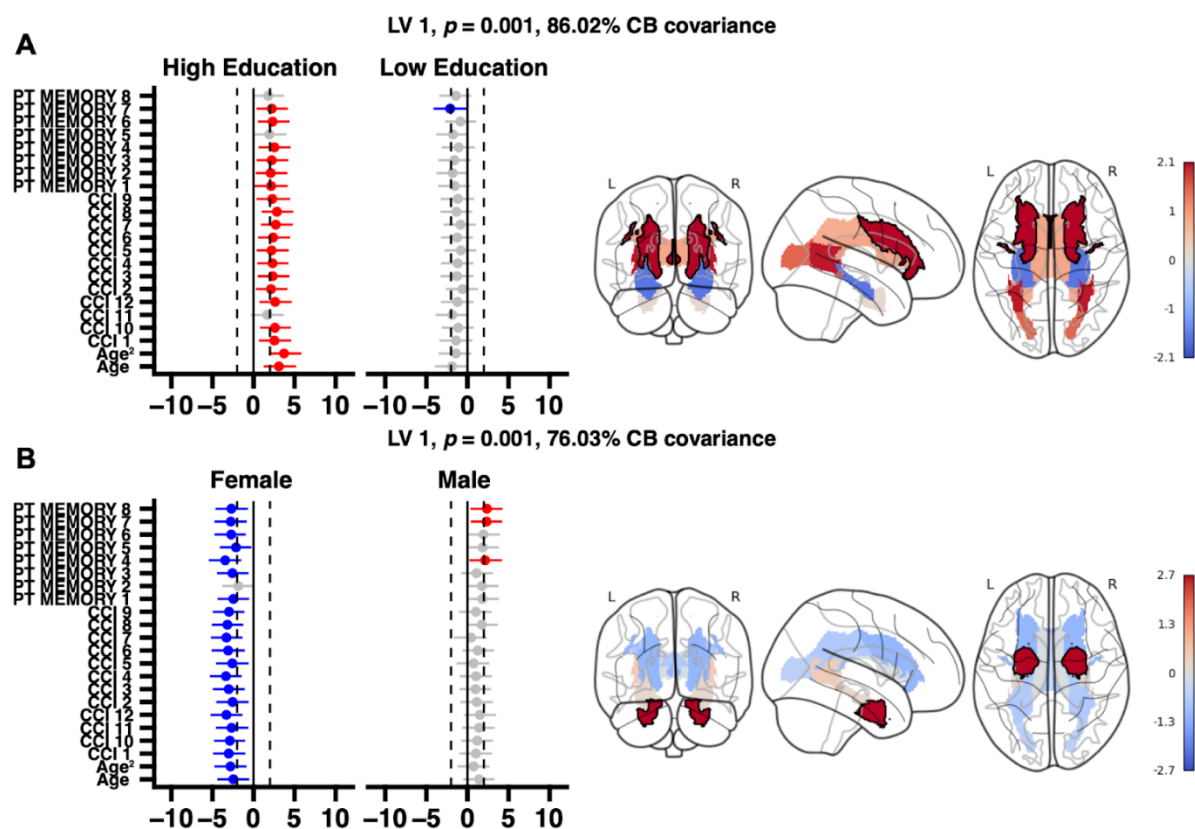 LV 1, p = 0.001, 86.02% CB covariance
A
High Education Low Education
PT MEMORY 8
PT MEMORY 7
PT MEMORY 6
PT MEMORY 5
PT MEMORY 4
PT MEMORY 3
PT MEMORY 2
PT MEMORY 1
CCI 9
CCI 8
CCI 7
CCI 6
CCI 5
CCI 4
CCI 3
CCI 2
CCI 12
CCI 11
CCI 10
CCI 1
Age²
Age
−10 −5 0 5 10 −10 −5 0 5 10
L R L R
2.1
1
0
-1
-2.1
LV 1, p = 0.001, 76.03% CB covariance
B
Female Male
PT MEMORY 8
PT MEMORY 7
PT MEMORY 6
PT MEMORY 5
PT MEMORY 4
PT MEMORY 3
PT MEMORY 2
PT MEMORY 1
CCI 9
CCI 8
CCI 7
CCI 6
CCI 5
CCI 4
CCI 3
CCI 2
CCI 12
CCI 11
CCI 10
CCI 1
Age²
Age
−10 −5 0 5 10 −10 −5 0 5 10
L R L R
2.7
1.3
0
-1.3
-2.7